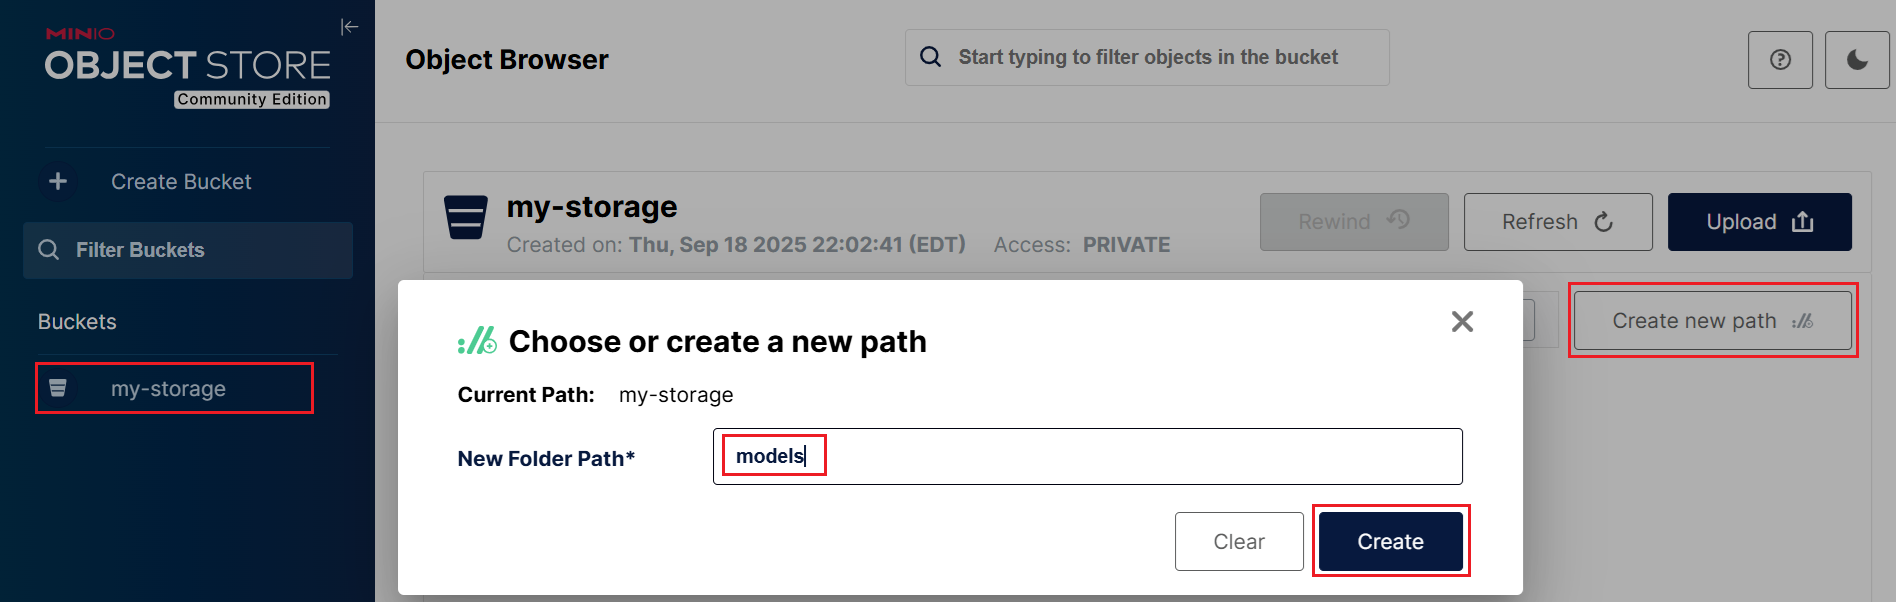 MINIO
OBJECT STORE
Community Edition
Create Bucket
Filter Buckets
Buckets
my-storage
Object Browser
Start typing to filter objects in the bucket
my-storage
Created on: Thu, Sep 18 2025 22:02:41 (EDT) Access: PRIVATE
Rewind
Refresh
Upload
Create new path
Choose or create a new path
Current Path: my-storage
New Folder Path*
models
Clear
Create